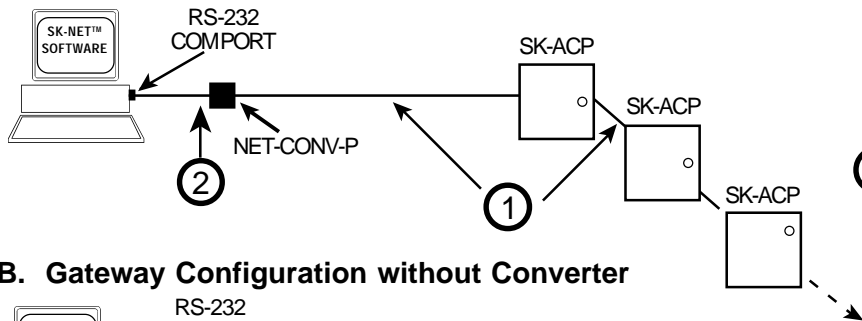 SK-NET™
SOFTWARE
RS-232
COMPORT
NET-CONV-P
2
1
SK-ACP
SK-ACP
SK-ACP
B. Gateway Configuration without Converter
RS-232